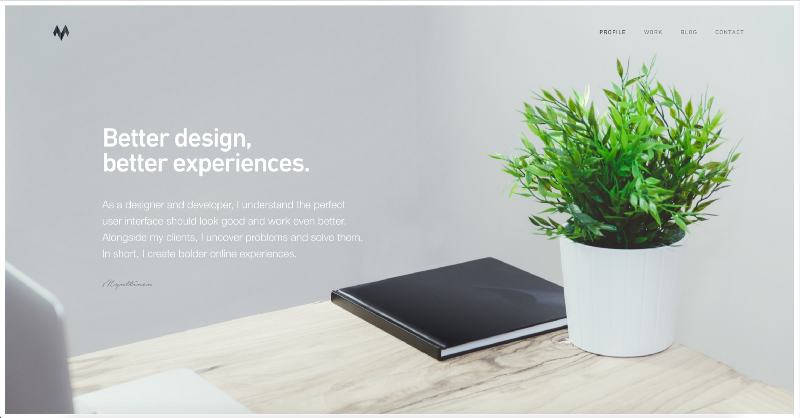 PROFILE WORK BLOG CONTACT
Better design,
better experiences.
As a designer and developer, I understand the perfect
user interface should look good and work even better.
Alongside my clients, I uncover problems and solve them.
In short, I create bolder online experiences.